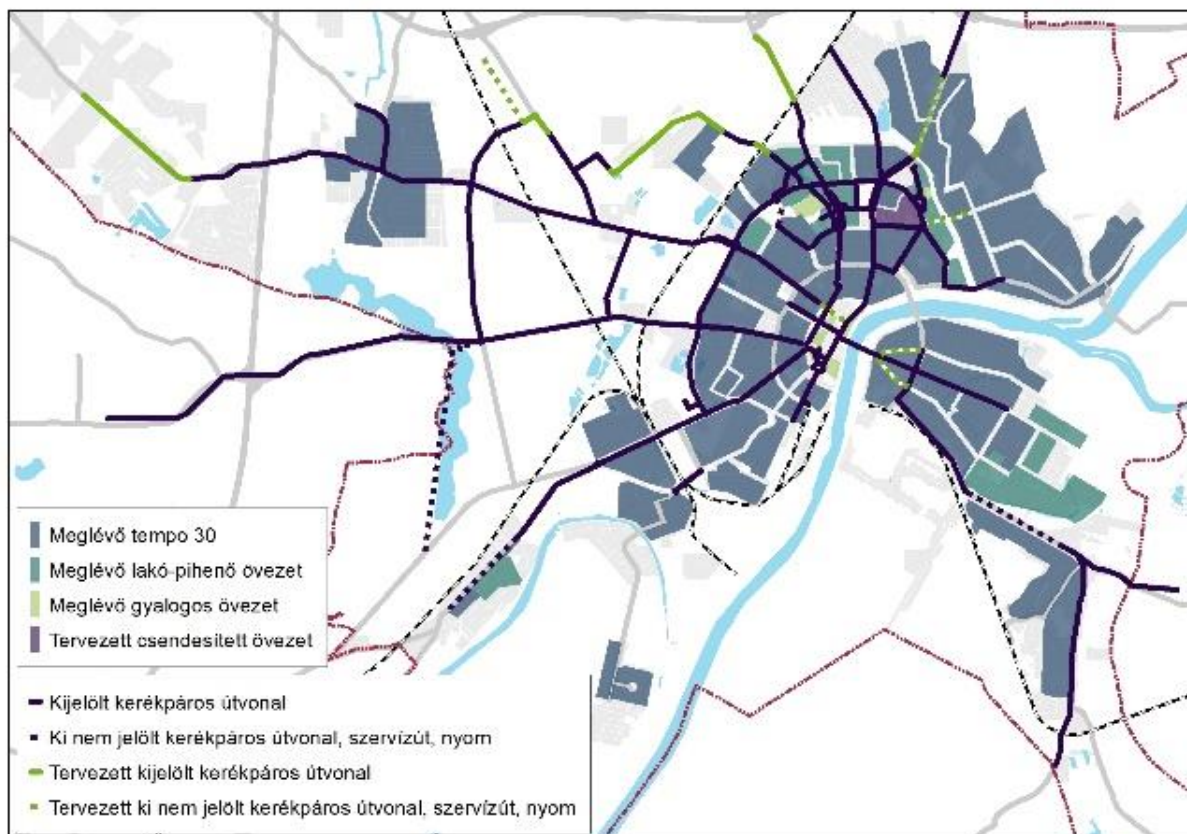 Meglévő tempo 30
Meglévő lakó-pihenő övezet
Meglévő gyalogos övezet
Tervezett csendesített övezet
Kijelölt kerékpáros útvonal
Ki nem jelölt kerékpáros útvonal, szervízút, nyom
Tervezett kijelölt kerékpáros útvonal
Tervezett ki nem jelölt kerékpáros útvonal, szervízút, nyom